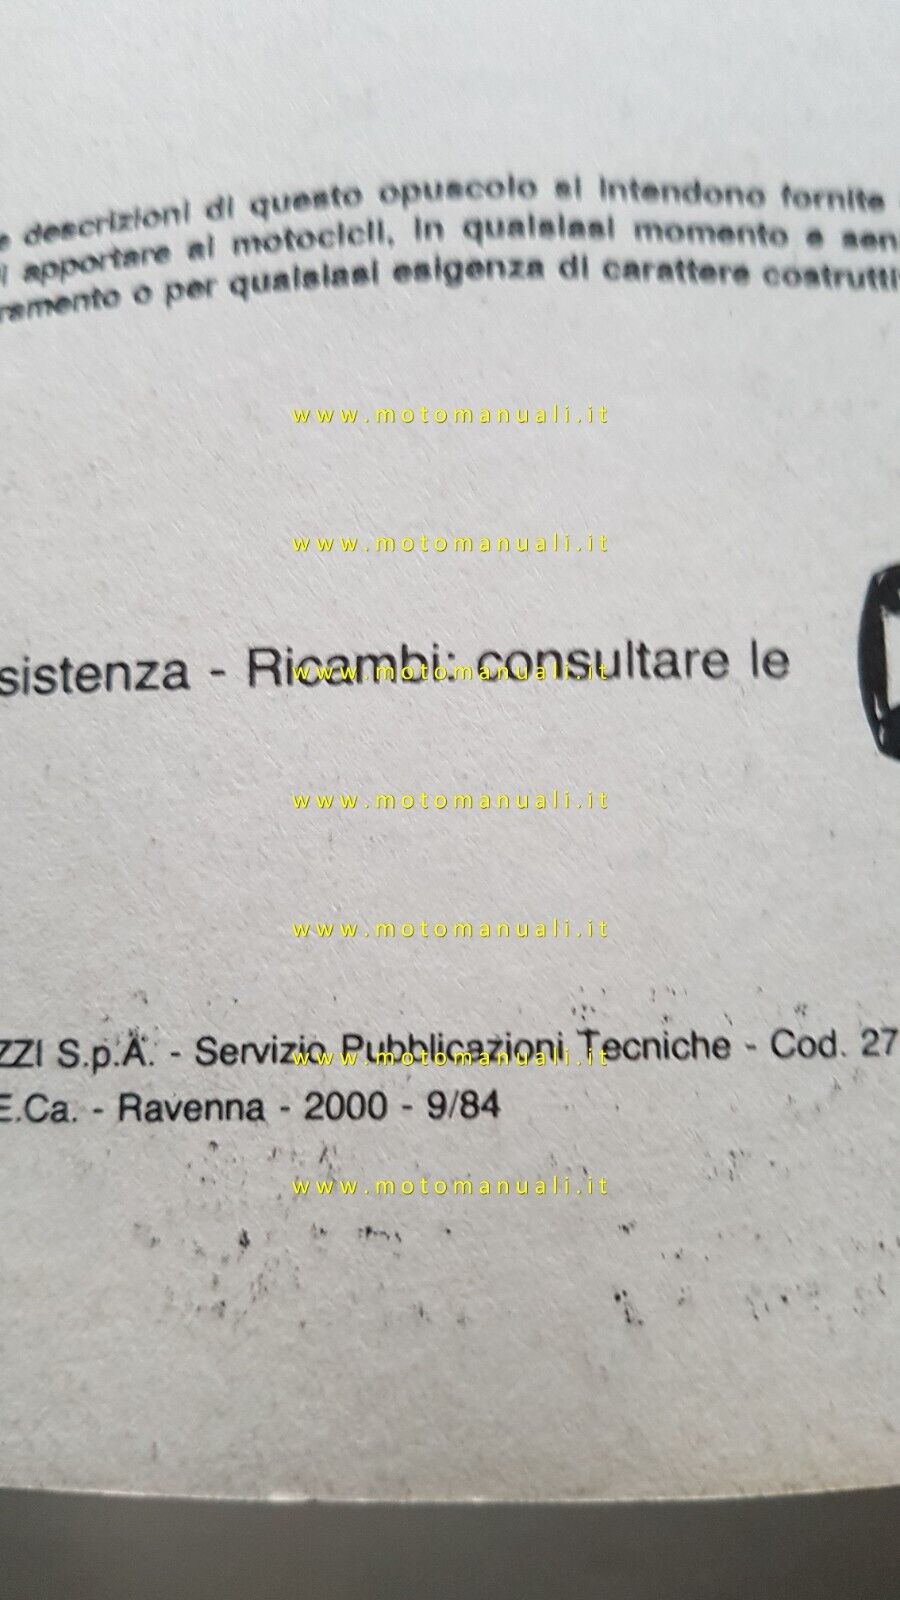 e descrizioni di questo opuscolo si intendono fornite
apportare ai motocicli, in qualsiasi momento e sen
ramento o per qualsiasi esigenza di carattere costrutti
www.motomanuali.it
www.motomanuali.it
sistenza - Ricambi: consultare le
www.motomanuali.it
www.motomanuali.it
www.motomanuali.it
ZZI S.p.A. - Servizio Pubblicazioni Tecniche - Cod. 27
www.motomanuali.it
E.Ca. - Ravenna - 2000 - 9/84
www.motomanuali.it